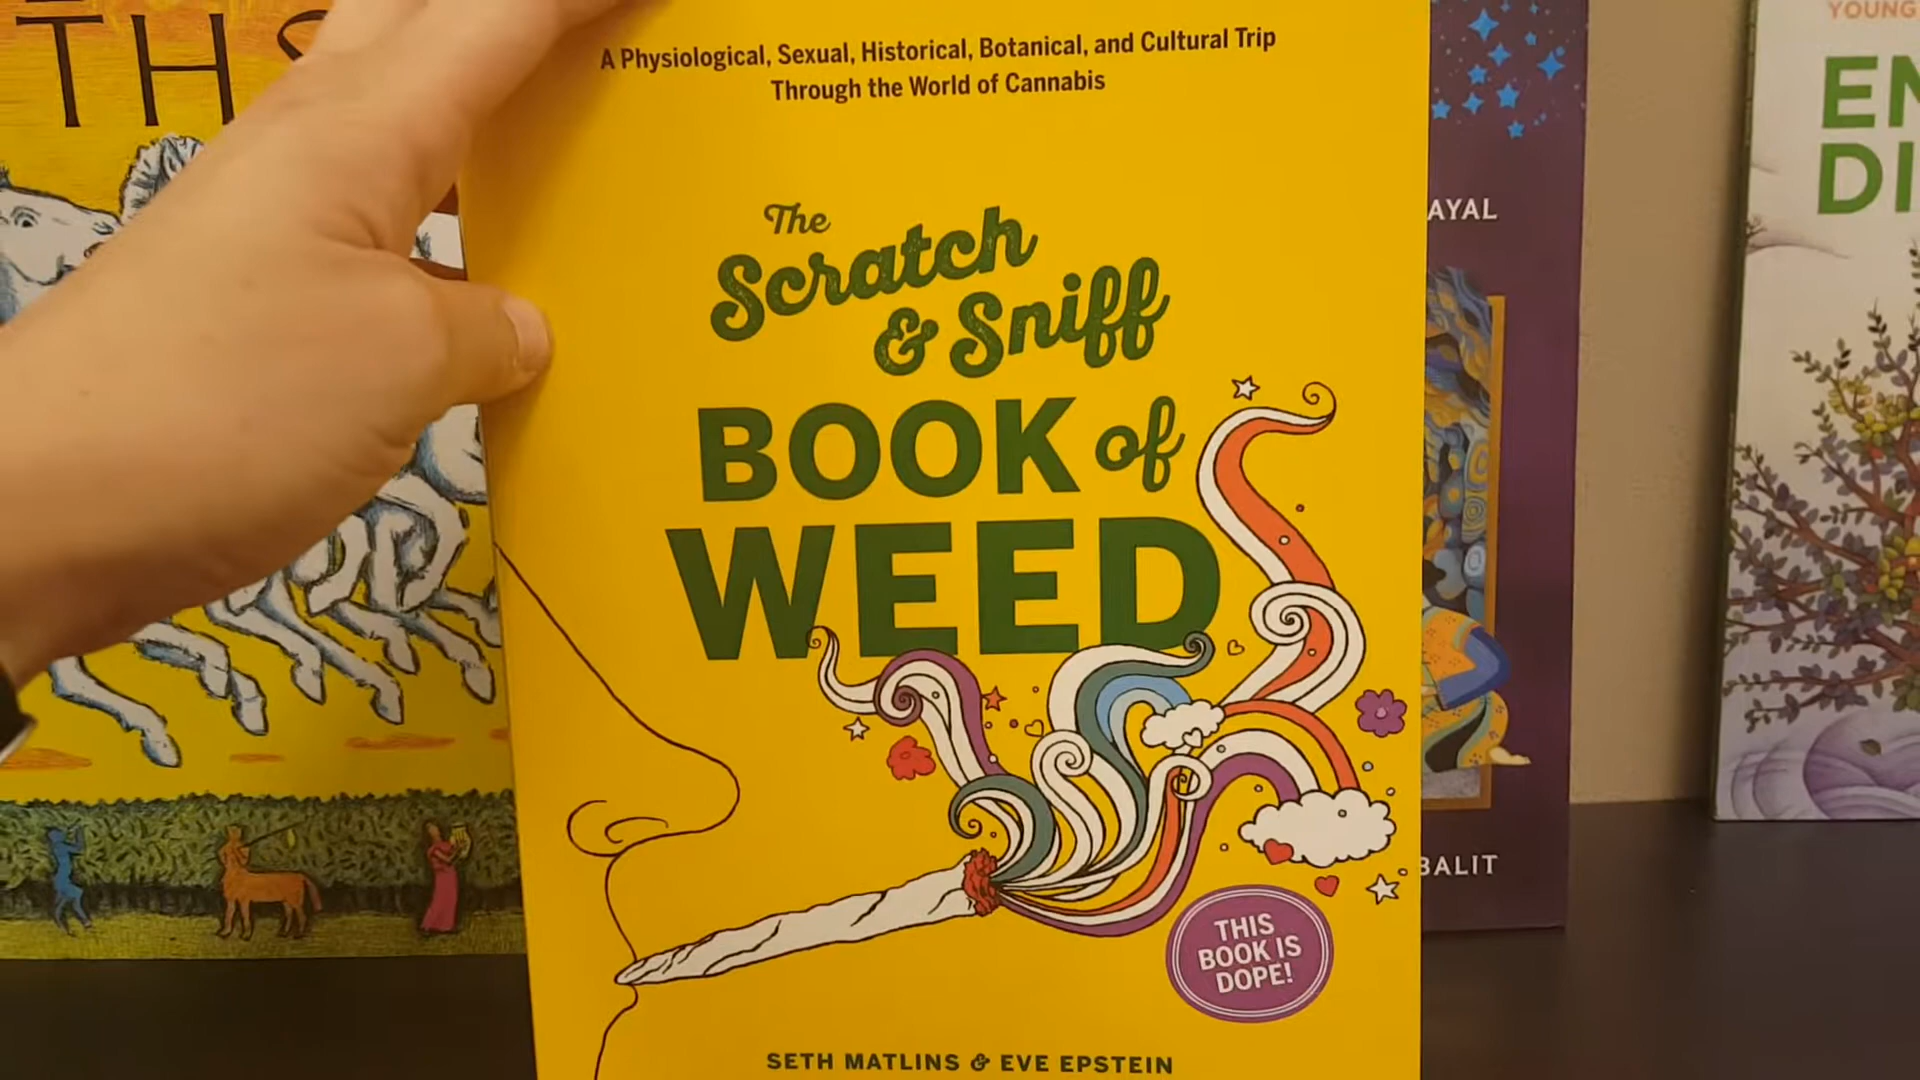 A Physiological, Sexual, Historical, Botanical, and Cultural Trip
Through the World of Cannabis
The
Scratch
& Sniff
BOOK of
WEED
THIS
BOOK IS
DOPE!
SETH MATLINS & EVE EPSTEIN
THS
AYAL
BALIT
YOUNG
EN
DI